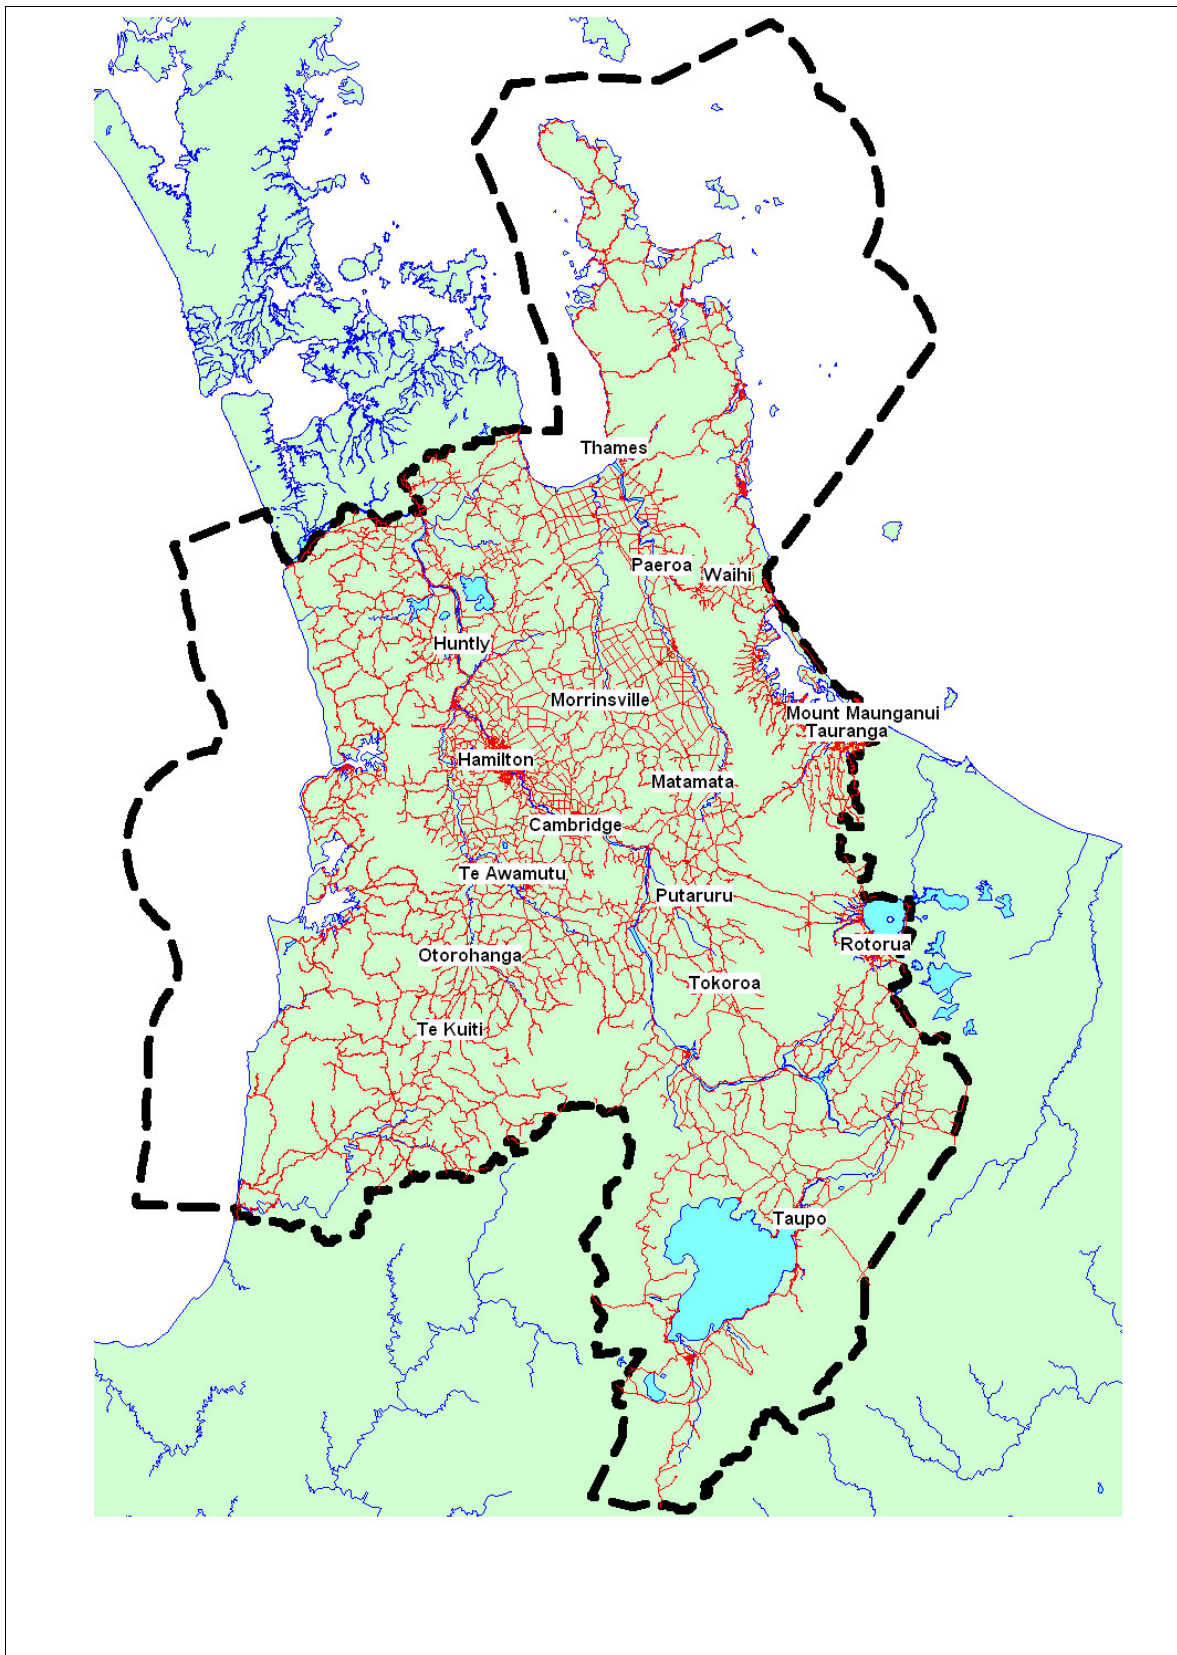 Thames
Paeroa
Waihi
Huntly
Morrinsville
Mount Maunganui
Tauranga
Hamilton
Matamata
Cambridge
Te Awamutu
Putaruru
Rotorua
Otorohanga
Tokoroa
Te Kuiti
Taupo